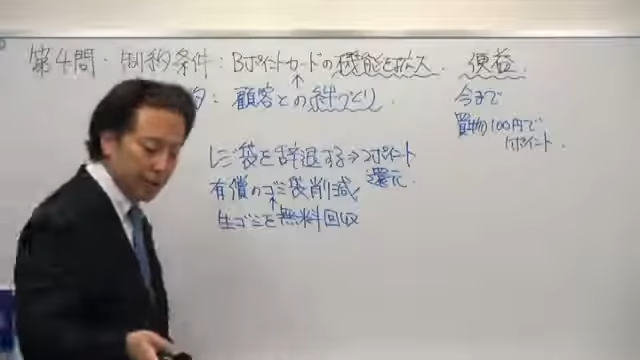 第4問・制約条件:Bポイントカードの機能を拡大. 便益.
:顧客との絆づくり.
今まで
買物100円で
1ポイント.
レジ袋を辞退する→2ポイント
還元.
有償のゴミ袋削減
生ゴミを無料回収